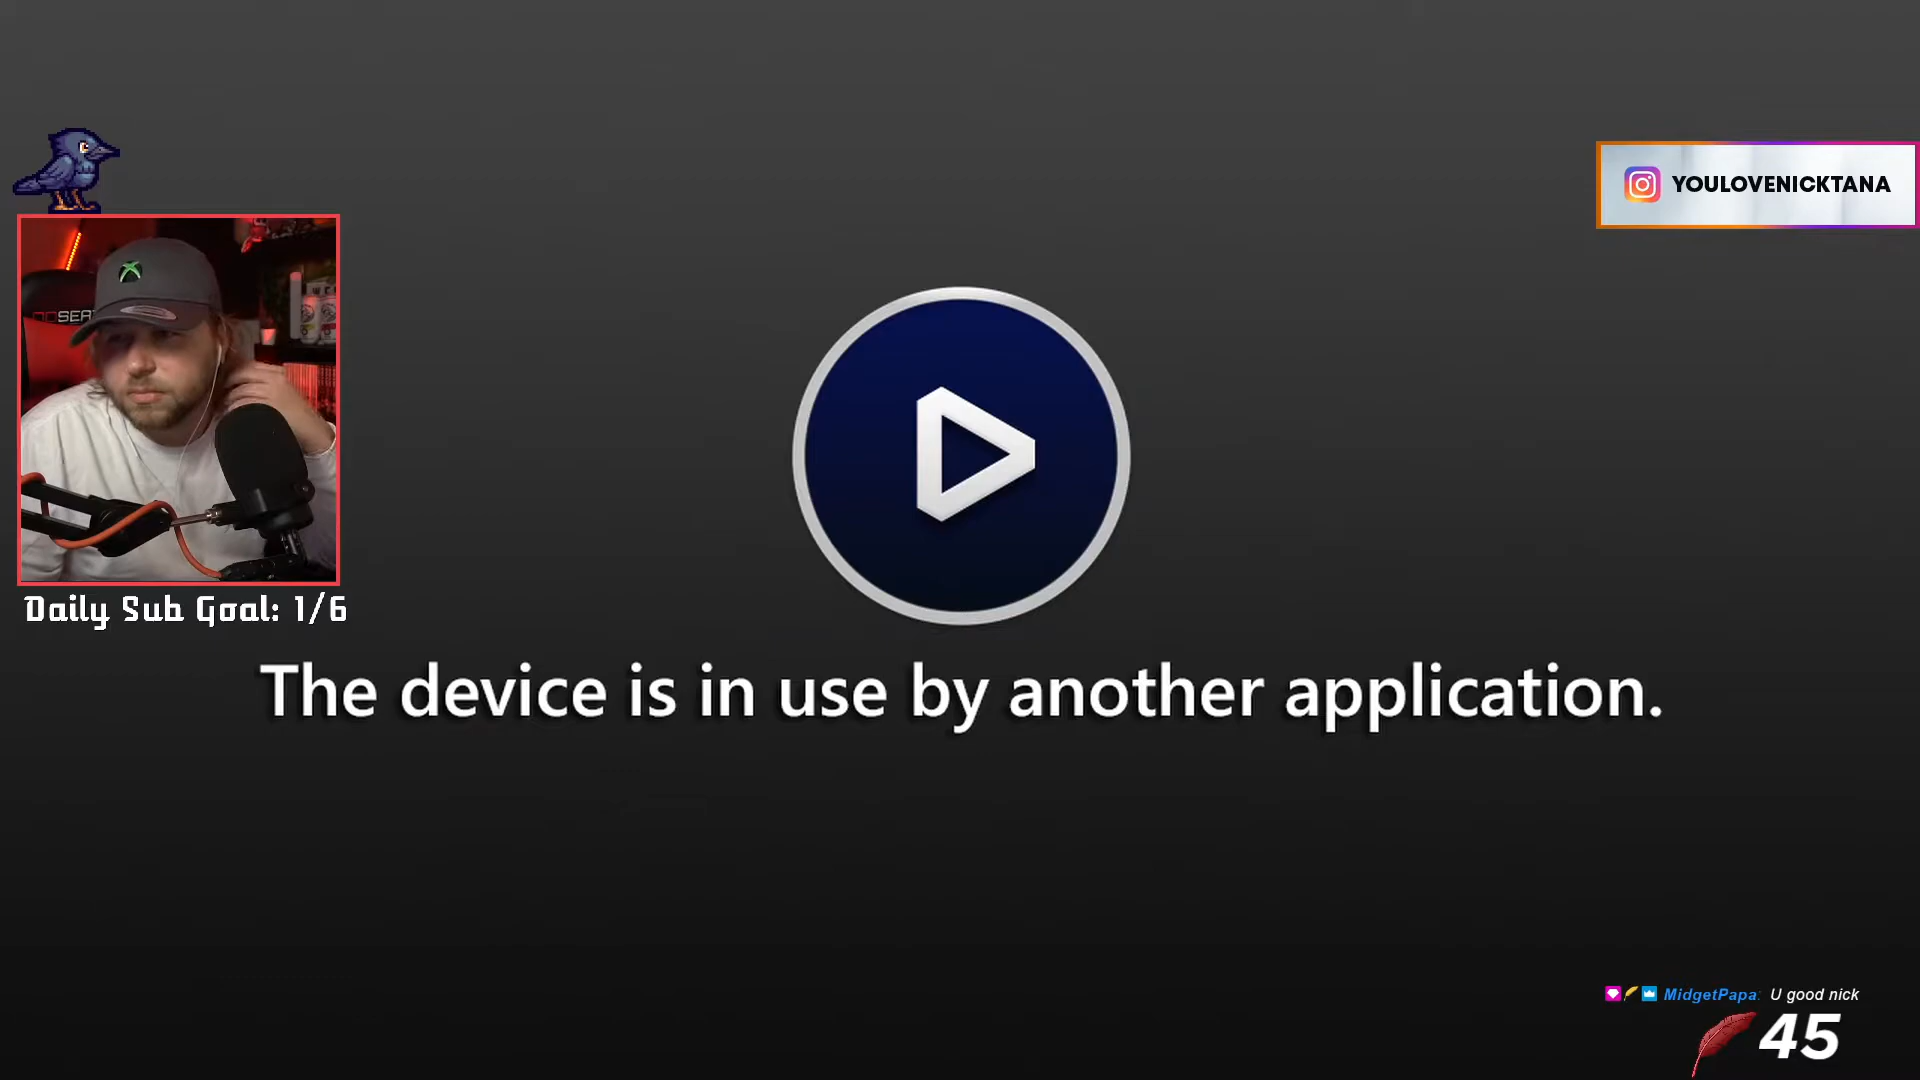 YOULOVENICKTANA
Daily Sub Goal: 1/6
The device is in use by another application.
MidgetPapa: U good nick
45